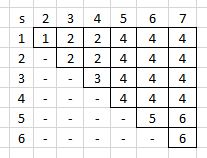 s 2 3 4 5 6 7
1 1 2 2 4 4 4
2 - 2 2 4 4 4
3 - - 3 4 4 4
4 - - - 4 4 4
5 - - - - 5 6
6 - - - - - 6